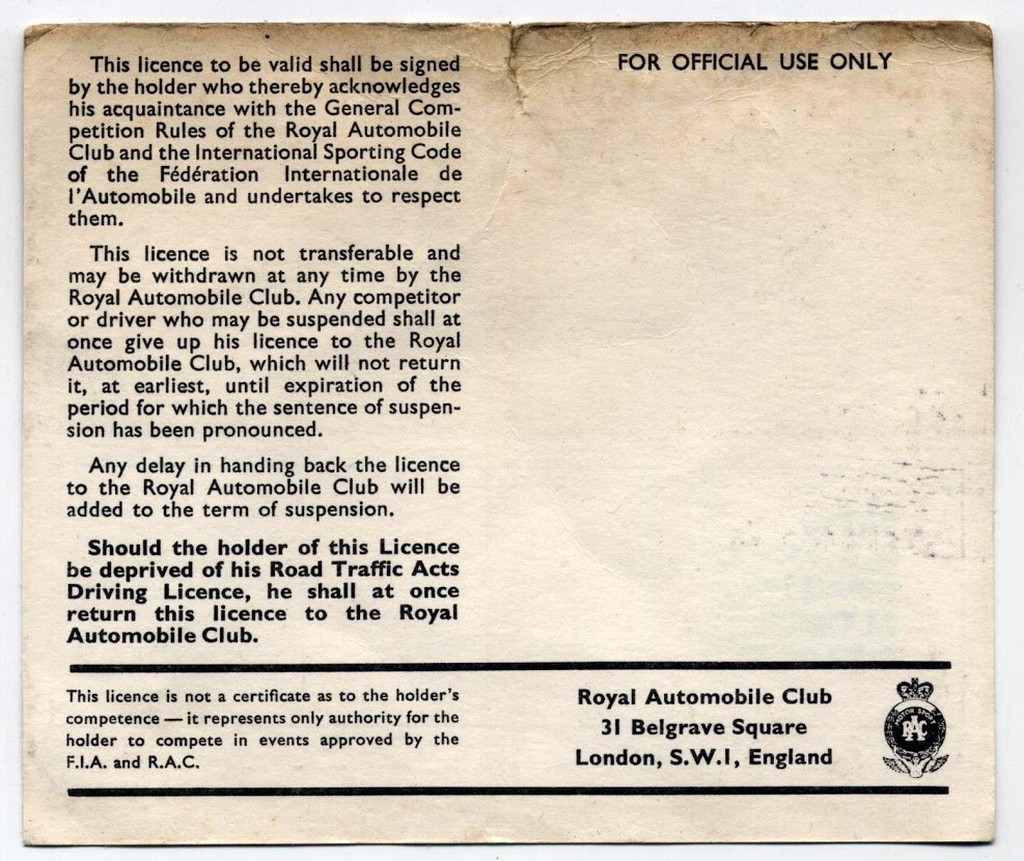 This licence to be valid shall be signed
by the holder who thereby acknowledges
his acquaintance with the General Com-
petition Rules of the Royal Automobile
Club and the International Sporting Code
of the Fédération Internationale de
l'Automobile and undertakes to respect
them.
This licence is not transferable and
may be withdrawn at any time by the
Royal Automobile Club. Any competitor
or driver who may be suspended shall at
once give up his licence to the Royal
Automobile Club, which will not return
it, at earliest, until expiration of the
period for which the sentence of suspen-
sion has been pronounced.
Any delay in handing back the licence
to the Royal Automobile Club will be
added to the term of suspension.
Should the holder of this Licence
be deprived of his Road Traffic Acts
Driving Licence, he shall at once
return this licence to the Royal
Automobile Club.
FOR OFFICIAL USE ONLY
This licence is not a certificate as to the holder's
competence — it represents only authority for the
holder to compete in events approved by the
F.I.A. and R.A.C.
Royal Automobile Club
31 Belgrave Square
London, S.W.1, England
MOTOR SPORT
RAC